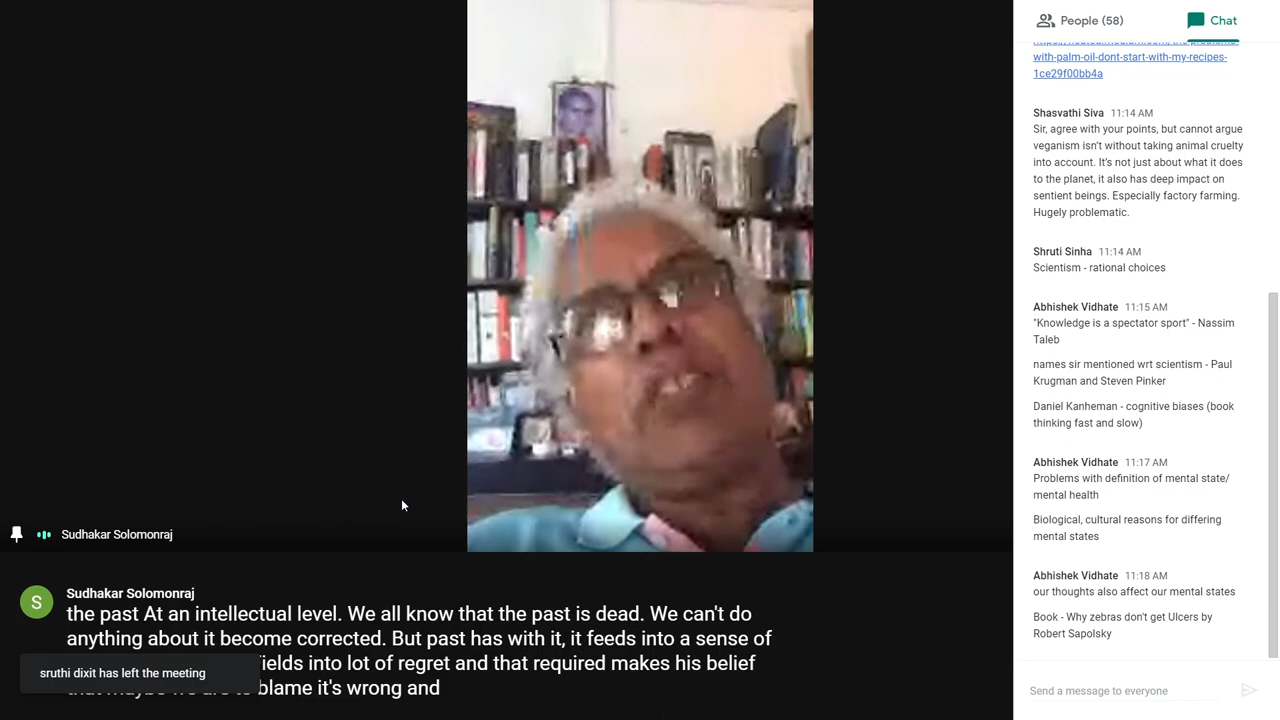 Sudhakar Solomonraj
S
Sudhakar Solomonraj
the past At an intellectual level. We all know that the past is dead. We can't do
anything about it become corrected. But past has with it, it feeds into a sense of
ields into lot of regret and that required makes his belief
blame it's wrong and
sruthi dixit has left the meeting
People (58)
Chat
with-palm-oil-dont-start-with-my-recipes-
1ce29f00bb4a
Shasvathi Siva 11:14 AM
Sir, agree with your points, but cannot argue
veganism isn't without taking animal cruelty
into account. It's not just about what it does
to the planet, it also has deep impact on
sentient beings. Especially factory farming.
Hugely problematic.
Shruti Sinha 11:14 AM
Scientism - rational choices
Abhishek Vidhate 11:15 AM
"Knowledge is a spectator sport" - Nassim
Taleb
names sir mentioned wrt scientism - Paul
Krugman and Steven Pinker
Daniel Kanheman - cognitive biases (book
thinking fast and slow)
Abhishek Vidhate 11:17 AM
Problems with definition of mental state/
mental health
Biological, cultural reasons for differing
mental states
Abhishek Vidhate 11:18 AM
our thoughts also affect our mental states
Book - Why zebras don't get Ulcers by
Robert Sapolsky
Send a message to everyone